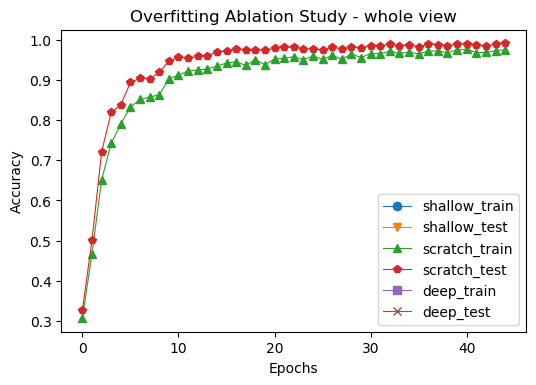 Overfitting Ablation Study - whole view
1.0
0.9
0.8
0.7
0.6
0.5
0.4
0.3
Accuracy
0
10
20
30
40
Epochs
shallow_train
shallow_test
scratch_train
scratch_test
deep_train
deep_test